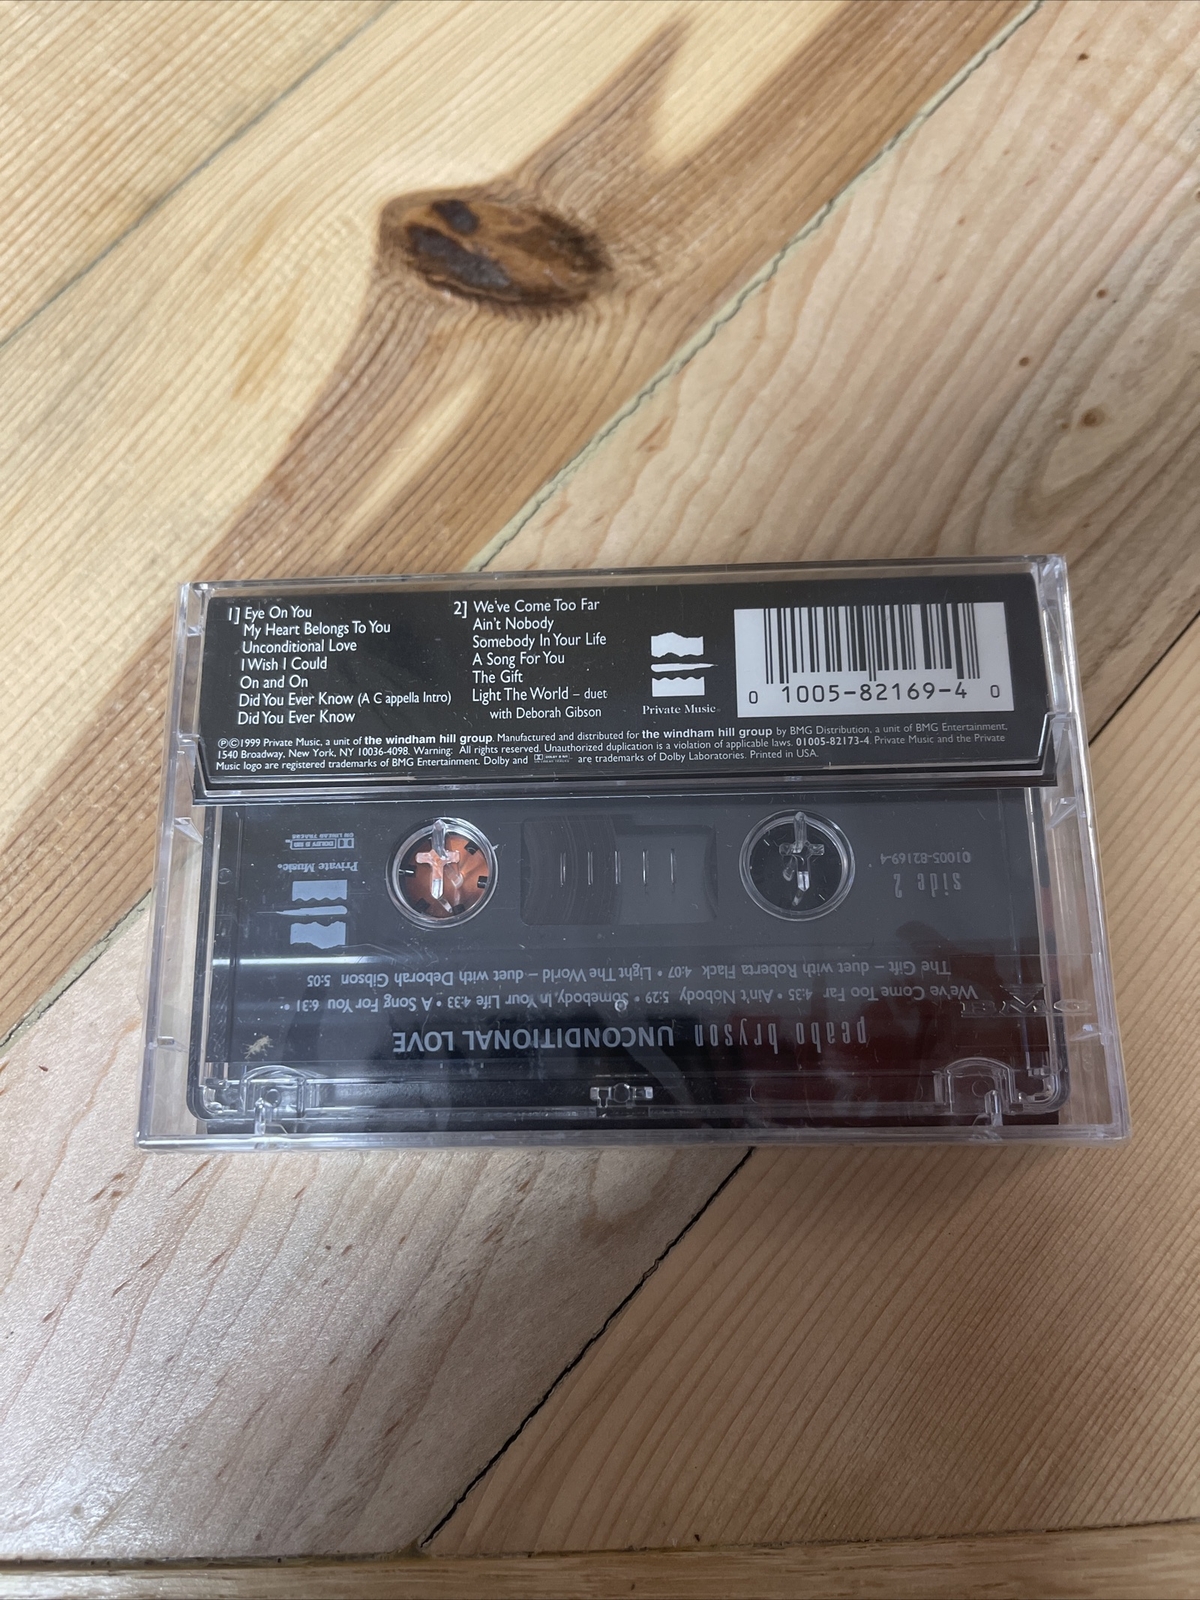 1] Eye On You
My Heart Belongs To You
Unconditional Love
I Wish I Could
On and On
Did You Ever Know (A C appella Intro)
Did You Ever Know
2] We've Come Too Far
Ain't Nobody
Somebody In Your Life
A Song For You
The Gift
Light The World – duet
with Deborah Gibson
Private Music
0 1005-82169-4 0
℗©1999 Private Music, a unit of the windham hill group. Manufactured and distributed for the windham hill group by BMG Distribution, a unit of BMG Entertainment,
1540 Broadway, New York, NY 10036-4098. Warning: All rights reserved. Unauthorized duplication is a violation of applicable laws. 01005-82173-4. Private Music and the Private
Music logo are registered trademarks of BMG Entertainment. Dolby and are trademarks of Dolby Laboratories. Printed in USA.
peabo bryson UNCONDITIONAL LOVE
We've Come Too Far 4:35 • Ain't Nobody 5:29 • Somebody In Your Life 4:33 • A Song For You 6:31 •
The Gift – duet with Roberta Flack 4:07 • Light The World – duet with Deborah Gibson 5:05
side 2
01005-82169-4
Private Music
BMG